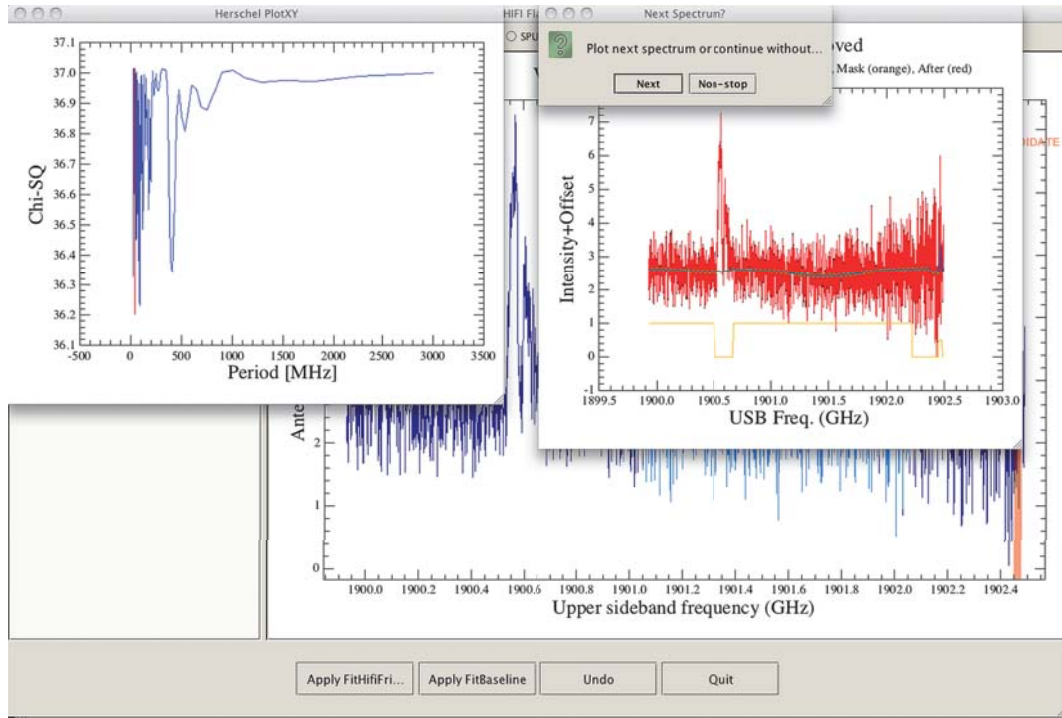 Herschel PlotXY
HIFI Fla
SPU
Next Spectrum?
Plot next spectrum or continue without...
Next
Non-stop
oved
Mask (orange), After (red)
37.1
37.0
36.9
36.8
36.7
36.6
36.5
36.4
36.3
36.2
36.1
Chi-SQ
-500
0
500
1000
1500
2000
2500
3000
3500
Period [MHz]
7
6
5
4
3
2
1
0
-1
Intensity+Offset
1899.5
1900.0
1900.5
1901.0
1901.5
1902.0
1902.5
1903.0
USB Freq. (GHz)
IDIDATE
Ante
2
1
0
1900.0
1900.2
1900.4
1900.6
1900.8
1901.0
1901.2
1901.4
1901.6
1901.8
1902.0
1902.2
1902.4
Upper sideband frequency (GHz)
Apply FitHifiFri...
Apply FitBaseline
Undo
Quit